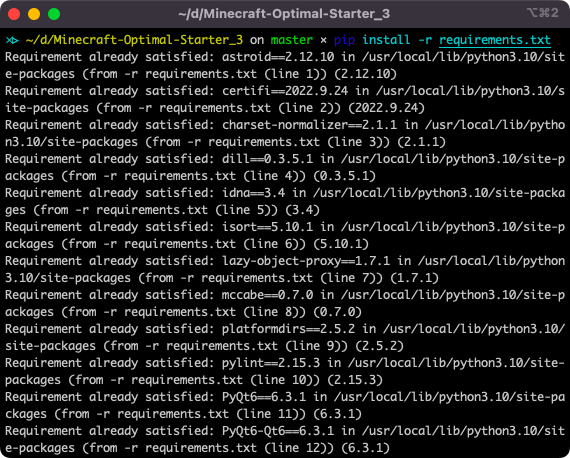 ~/d/Minecraft-Optimal-Starter_3
⌥⌘2
~/d/Minecraft-Optimal-Starter_3 on master × pip install -r requirements.txt
Requirement already satisfied: astroid==2.12.10 in /usr/local/lib/python3.10/sit
e-packages (from -r requirements.txt (line 1)) (2.12.10)
Requirement already satisfied: certifi==2022.9.24 in /usr/local/lib/python3.10/s
ite-packages (from -r requirements.txt (line 2)) (2022.9.24)
Requirement already satisfied: charset-normalizer==2.1.1 in /usr/local/lib/pytho
n3.10/site-packages (from -r requirements.txt (line 3)) (2.1.1)
Requirement already satisfied: dill==0.3.5.1 in /usr/local/lib/python3.10/site-p
ackages (from -r requirements.txt (line 4)) (0.3.5.1)
Requirement already satisfied: idna==3.4 in /usr/local/lib/python3.10/site-packa
ges (from -r requirements.txt (line 5)) (3.4)
Requirement already satisfied: isort==5.10.1 in /usr/local/lib/python3.10/site-p
ackages (from -r requirements.txt (line 6)) (5.10.1)
Requirement already satisfied: lazy-object-proxy==1.7.1 in /usr/local/lib/python
3.10/site-packages (from -r requirements.txt (line 7)) (1.7.1)
Requirement already satisfied: mccabe==0.7.0 in /usr/local/lib/python3.10/site-p
ackages (from -r requirements.txt (line 8)) (0.7.0)
Requirement already satisfied: platformdirs==2.5.2 in /usr/local/lib/python3.10/
site-packages (from -r requirements.txt (line 9)) (2.5.2)
Requirement already satisfied: pylint==2.15.3 in /usr/local/lib/python3.10/site-
packages (from -r requirements.txt (line 10)) (2.15.3)
Requirement already satisfied: PyQt6==6.3.1 in /usr/local/lib/python3.10/site-pa
ckages (from -r requirements.txt (line 11)) (6.3.1)
Requirement already satisfied: PyQt6-Qt6==6.3.1 in /usr/local/lib/python3.10/sit
e-packages (from -r requirements.txt (line 12)) (6.3.1)